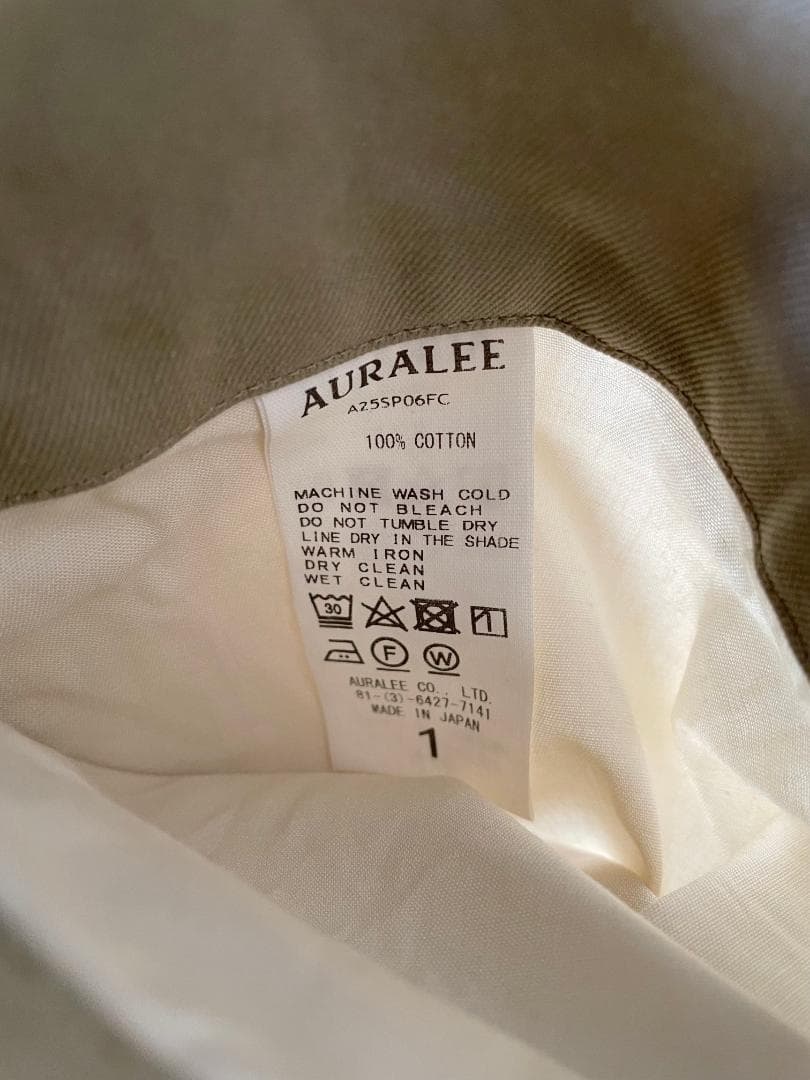 AURALEE
A25SP06FC
100% COTTON
MACHINE WASH COLD
DO NOT BLEACH
DO NOT TUMBLE DRY
LINE DRY IN THE SHADE
WARM IRON
DRY CLEAN
WET CLEAN
30
F W
AURALEE CO., LTD.
81-(3)-6427-7141
MADE IN JAPAN
1